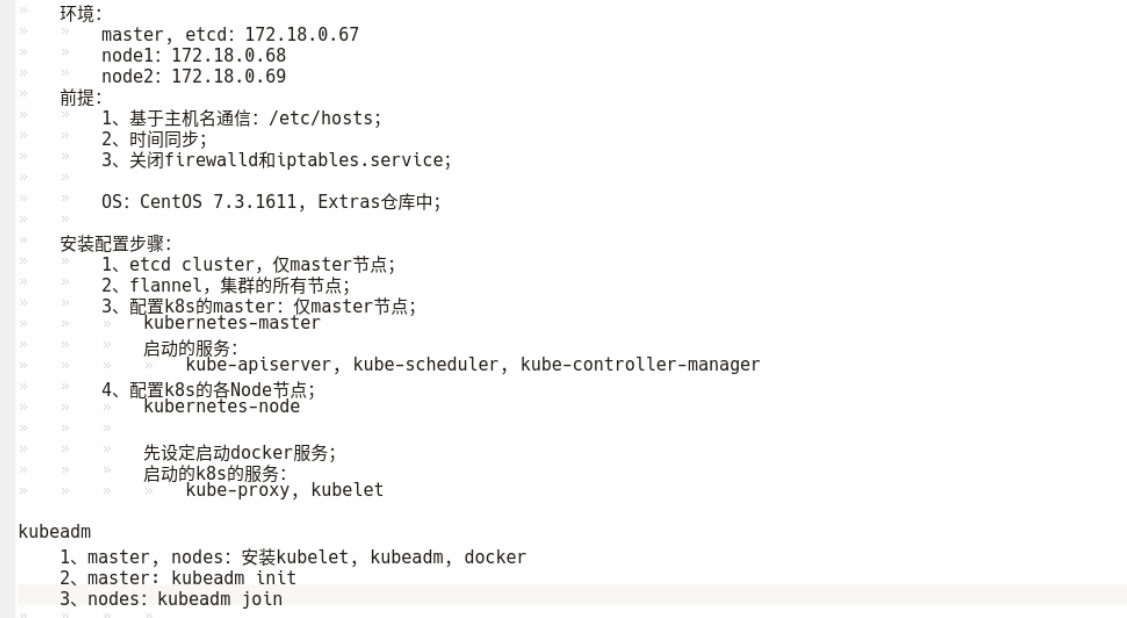 环境：
master, etcd：172.18.0.67
node1：172.18.0.68
node2：172.18.0.69
前提：
1、基于主机名通信：/etc/hosts；
2、时间同步；
3、关闭firewalld和iptables.service；
OS：CentOS 7.3.1611, Extras仓库中；
安装配置步骤：
1、etcd cluster，仅master节点；
2、flannel，集群的所有节点；
3、配置k8s的master：仅master节点；
kubernetes-master
启动的服务：
kube-apiserver, kube-scheduler, kube-controller-manager
4、配置k8s的各Node节点；
kubernetes-node
先设定启动docker服务；
启动的k8s的服务：
kube-proxy, kubelet
kubeadm
1、master, nodes：安装kubelet, kubeadm, docker
2、master: kubeadm init
3、nodes：kubeadm join